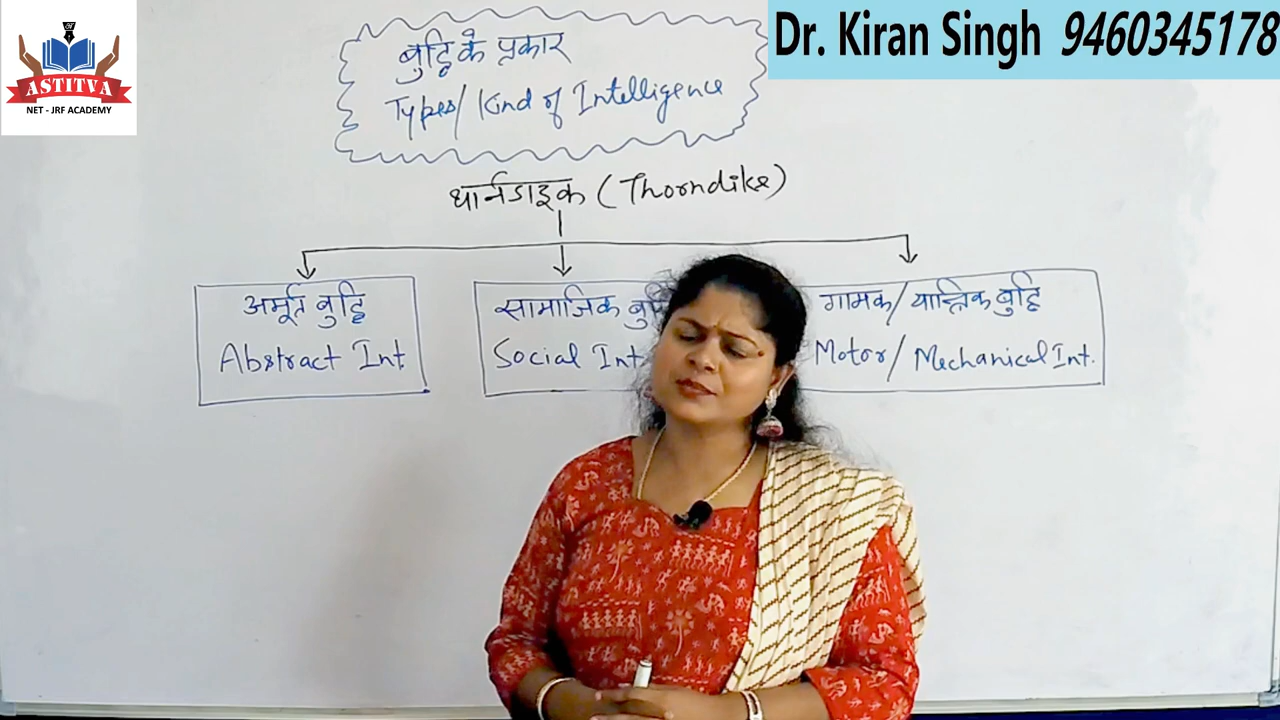 ASTITVA
NET - JRF ACADEMY
Dr. Kiran Singh 9460345178
बुद्धि के प्रकार
Types/ Kind of Intelligence
थार्नडाइक (Thorndike)
अमूर्त बुद्धि
Abstract Int.
सामाजिक
Social Int.
गामक/यान्त्रिक बुद्धि
Motor/ Mechanical Int.